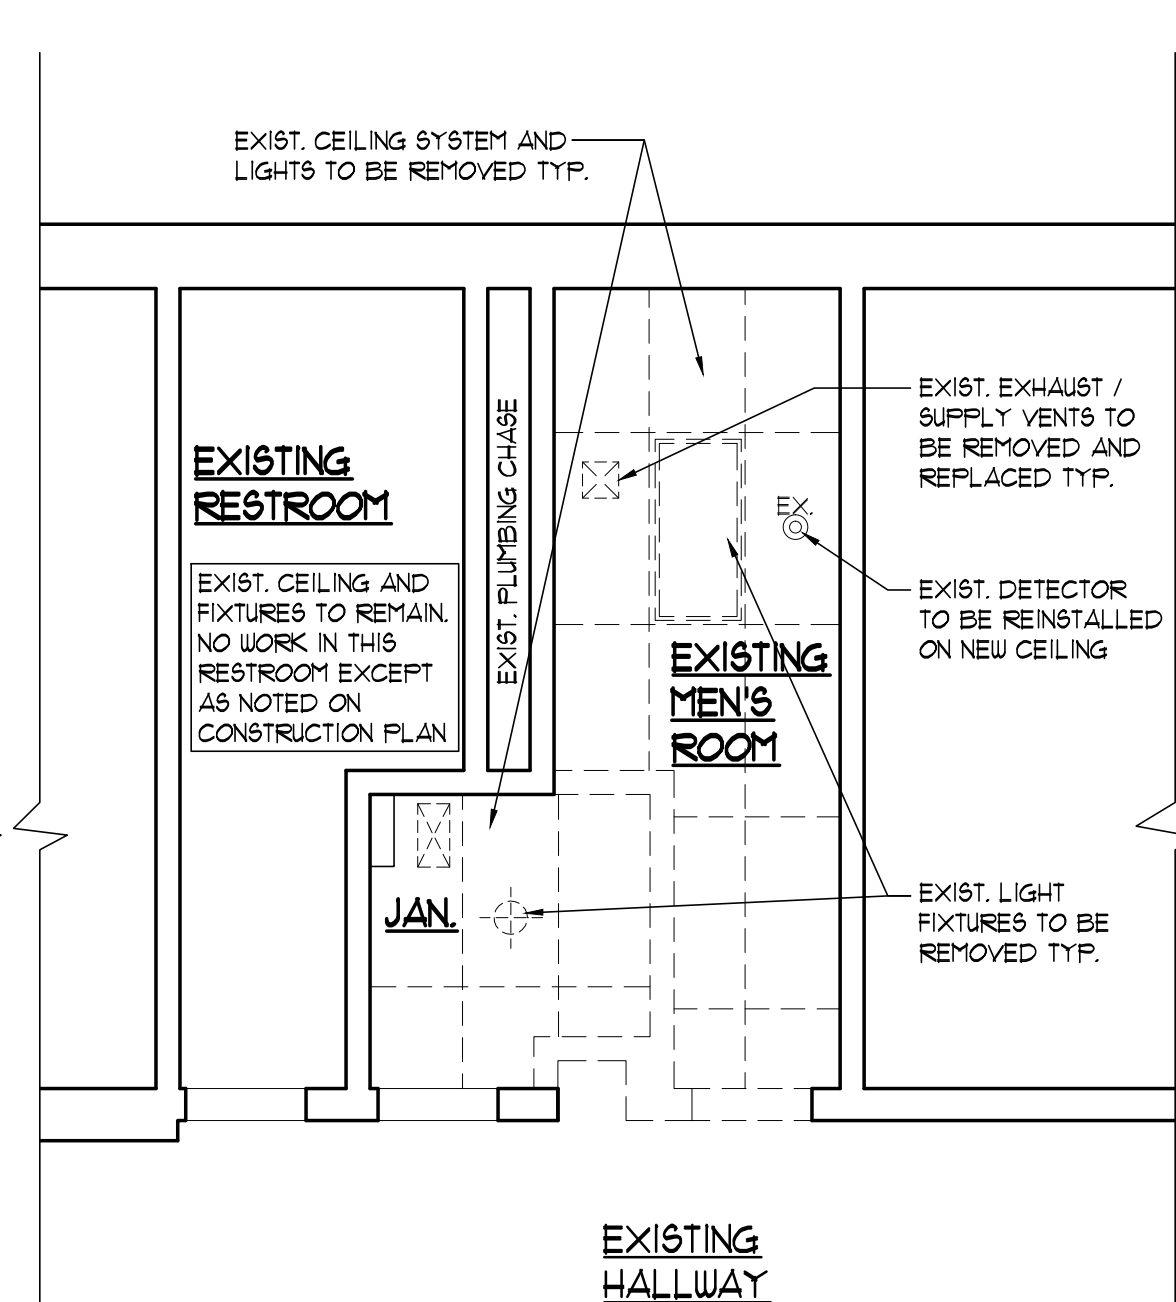 EXIST. CEILING SYSTEM AND
LIGHTS TO BE REMOVED TYP.
EXISTING
RESTROOM
EXIST. CEILING AND
FIXTURES TO REMAIN.
NO WORK IN THIS
RESTROOM EXCEPT
AS NOTED ON
CONSTRUCTION PLAN
EXIST. PLUMBING CHASE
EXIST. EXHAUST /
SUPPLY VENTS TO
BE REMOVED AND
REPLACED TYP.
EX.
EXIST. DETECTOR
TO BE REINSTALLED
ON NEW CEILING
EXISTING
MEN'S
ROOM
JAN.
EXIST. LIGHT
FIXTURES TO BE
REMOVED TYP.
EXISTING
HALLWAY